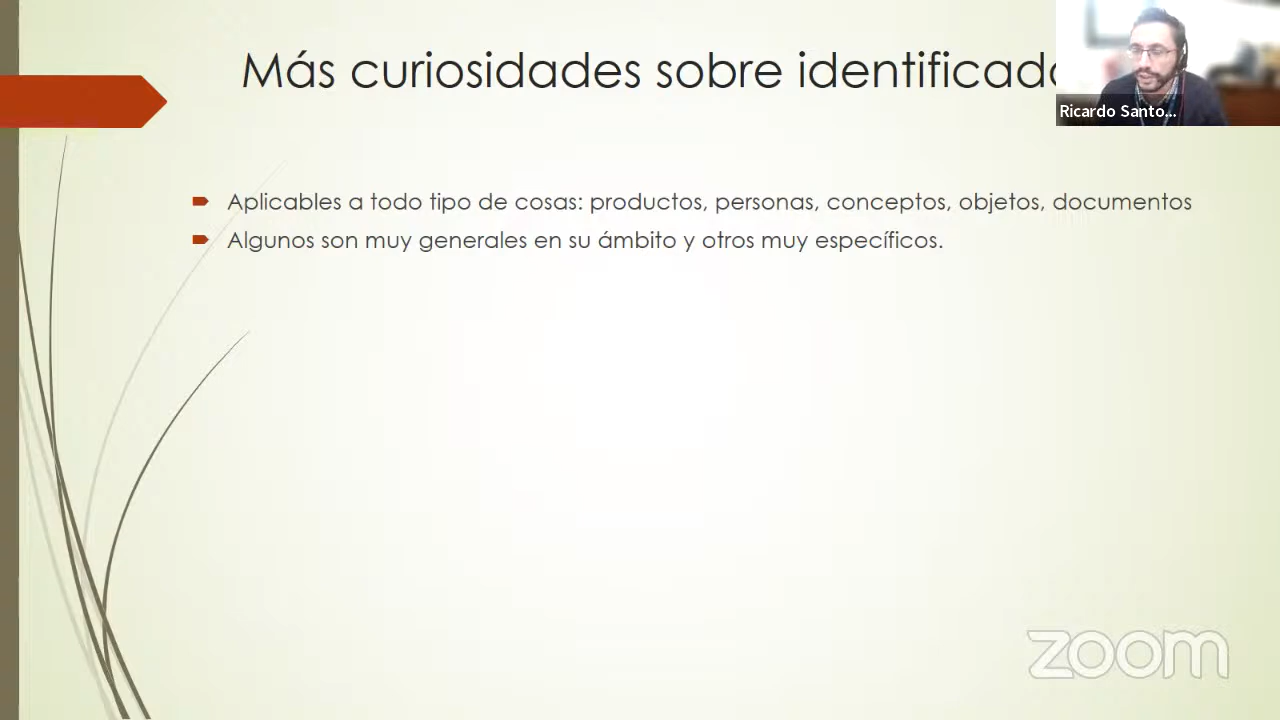 Más curiosidades sobre
Ricardo Santo...
Aplicables a todo tipo de cosas: productos, personas, conceptos, objetos, documentos
Algunos son muy generales en su ámbito y otros muy específicos.
zoom